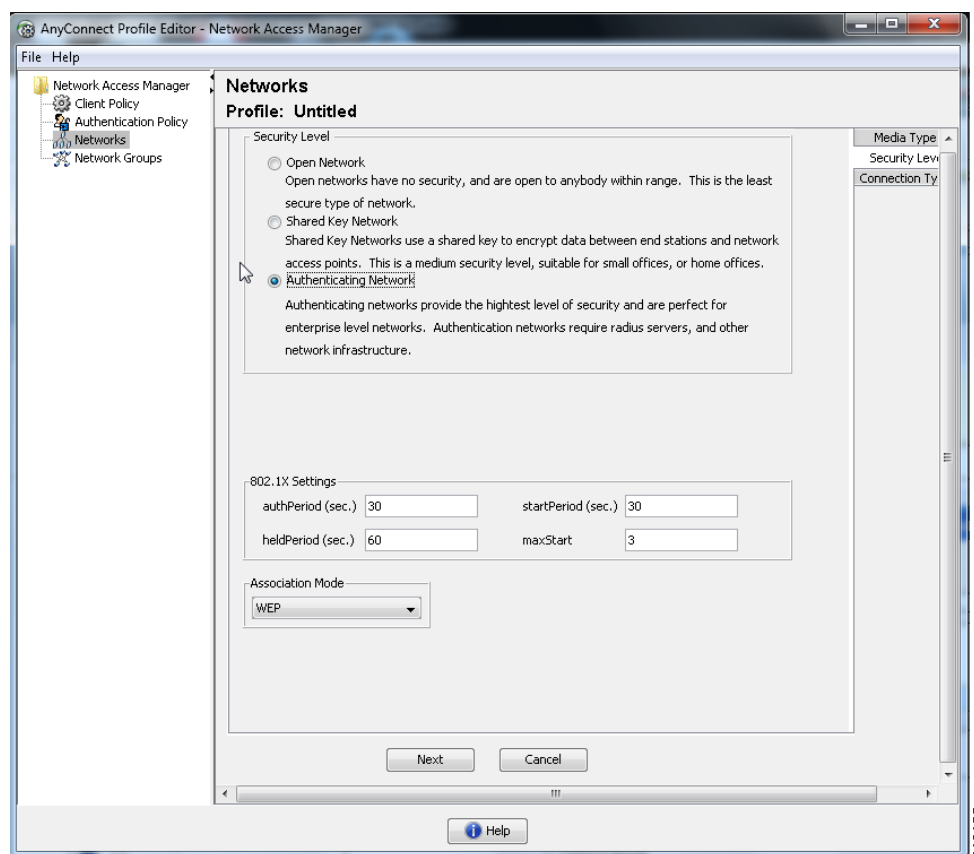 AnyConnect Profile Editor - Network Access Manager
File Help
Network Access Manager
Client Policy
Authentication Policy
Networks
Network Groups
Networks
Profile: Untitled
Security Level
Open Network
Open networks have no security, and are open to anybody within range. This is the least
secure type of network.
Shared Key Network
Shared Key Networks use a shared key to encrypt data between end stations and network
access points. This is a medium security level, suitable for small offices, or home offices.
Authenticating Network
Authenticating networks provide the hightest level of security and are perfect for
enterprise level networks. Authentication networks require radius servers, and other
network infrastructure.
Media Type
Security Leve
Connection Ty
802.1X Settings
authPeriod (sec.) 30 startPeriod (sec.) 30
heldPeriod (sec.) 60 maxStart 3
Association Mode
WEP
Next Cancel
Help